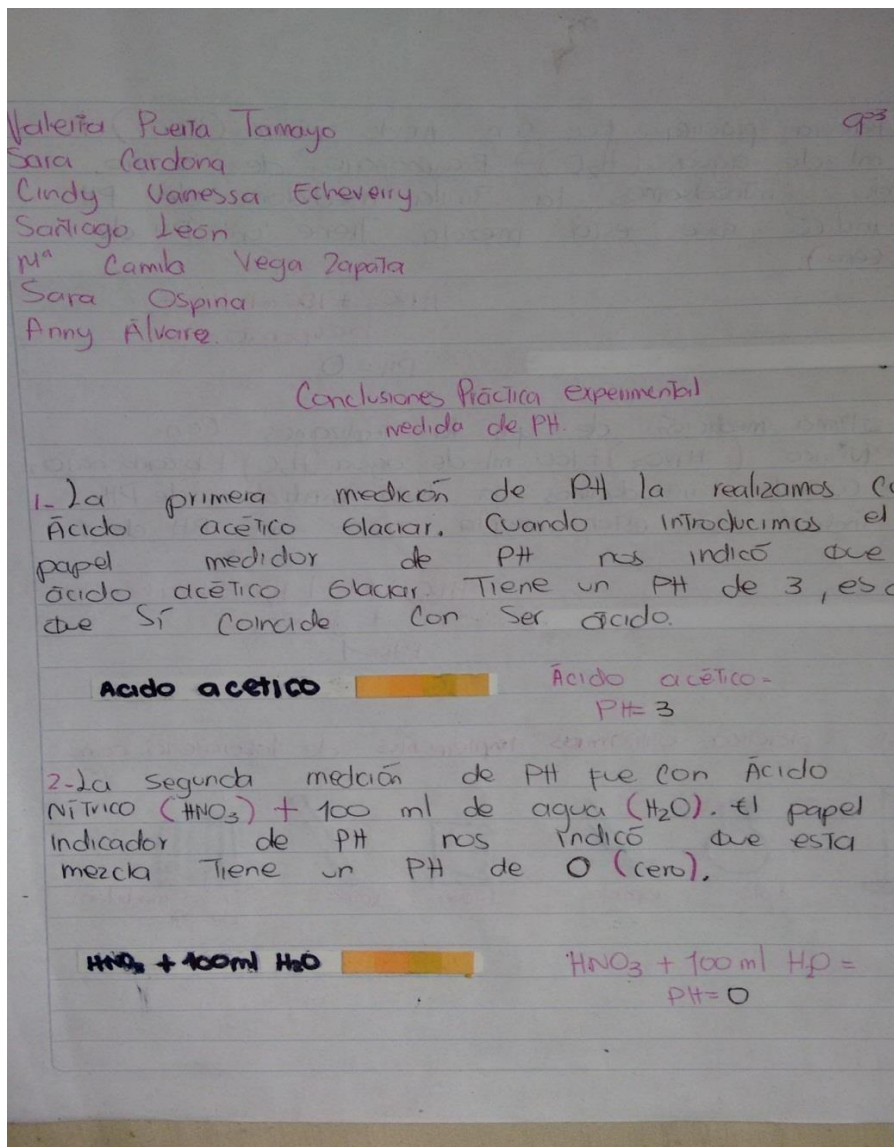 Valeria Puerta Tamayo 9°3
Sara Cardona
Cindy Vanessa Echeverry
Santiago León
Mª Camila Vega Zapata
Sara Ospina
Anny Álvarez.
Conclusiones Práctica experimental
medida de PH.
1- La primera medición de PH la realizamos
Ácido acético Glaciar. Cuando introducimos el
papel medidor de PH nos indicó que
ácido acético Glaciar Tiene un PH de 3, es
que Sí Coincide Con Ser ácido.
Acido acetico Ácido acético =
PH= 3
2- La segunda medición de PH fue con Ácido
Nítrico (HNO₃) + 100 ml de agua (H₂O). El papel
indicador de PH nos indicó que esta
mezcla Tiene un PH de 0 (cero).
HNO₃ + 100ml H₂O HNO₃ + 100 ml H₂O =
PH= 0